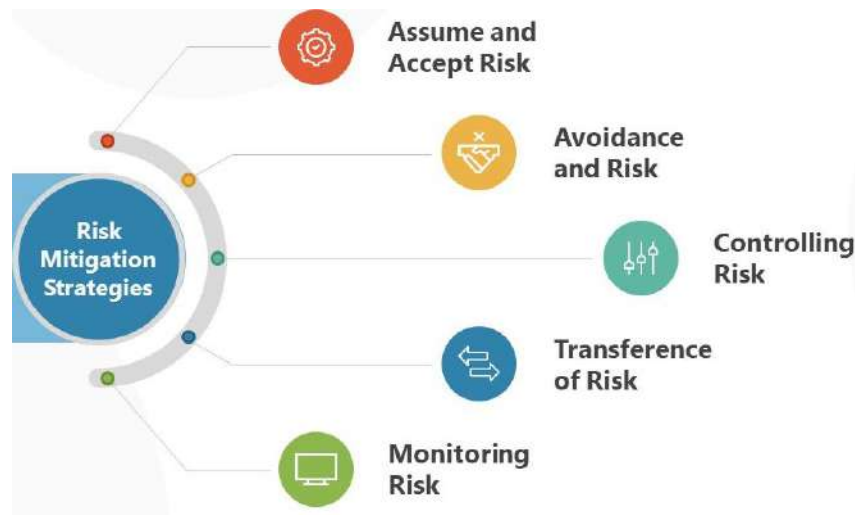 Assume and
Accept Risk
Avoidance
and Risk
Risk
Mitigation
Strategies
Controlling
Risk
Transference
of Risk
Monitoring
Risk